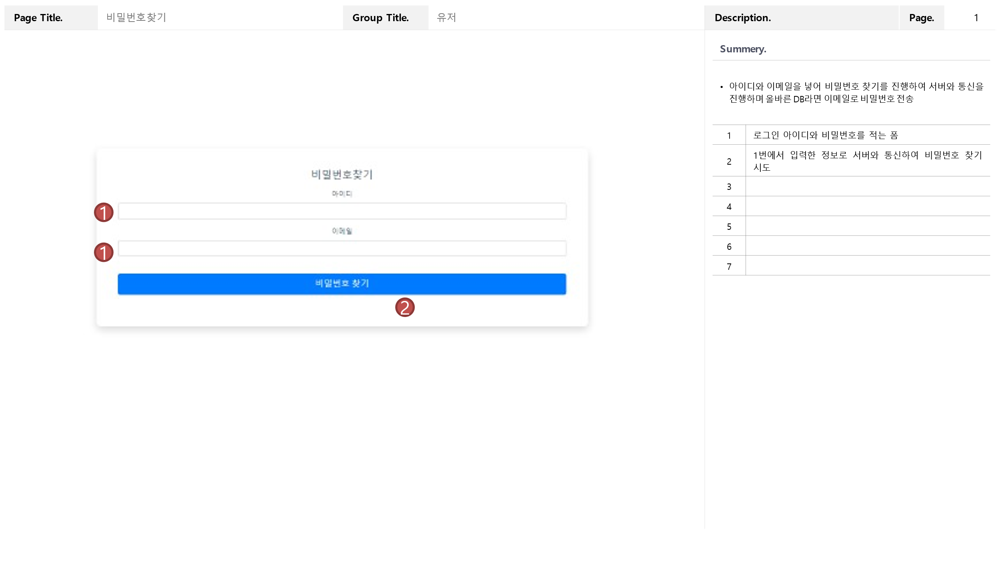 Page Title.
비밀번호찾기
Group Title.
유저
Description.
Page.
1
비밀번호찾기
아이디
1
이메일
1
비밀번호 찾기
2
Summery.
• 아이디와 이메일을 넣어 비밀번호 찾기를 진행하여 서버와 통신을
진행하며 올바른 DB라면 이메일로 비밀번호 전송
1 로그인 아이디와 비밀번호를 적는 폼
2 1번에서 입력한 정보로 서버와 통신하여 비밀번호 찾기
시도
3
4
5
6
7